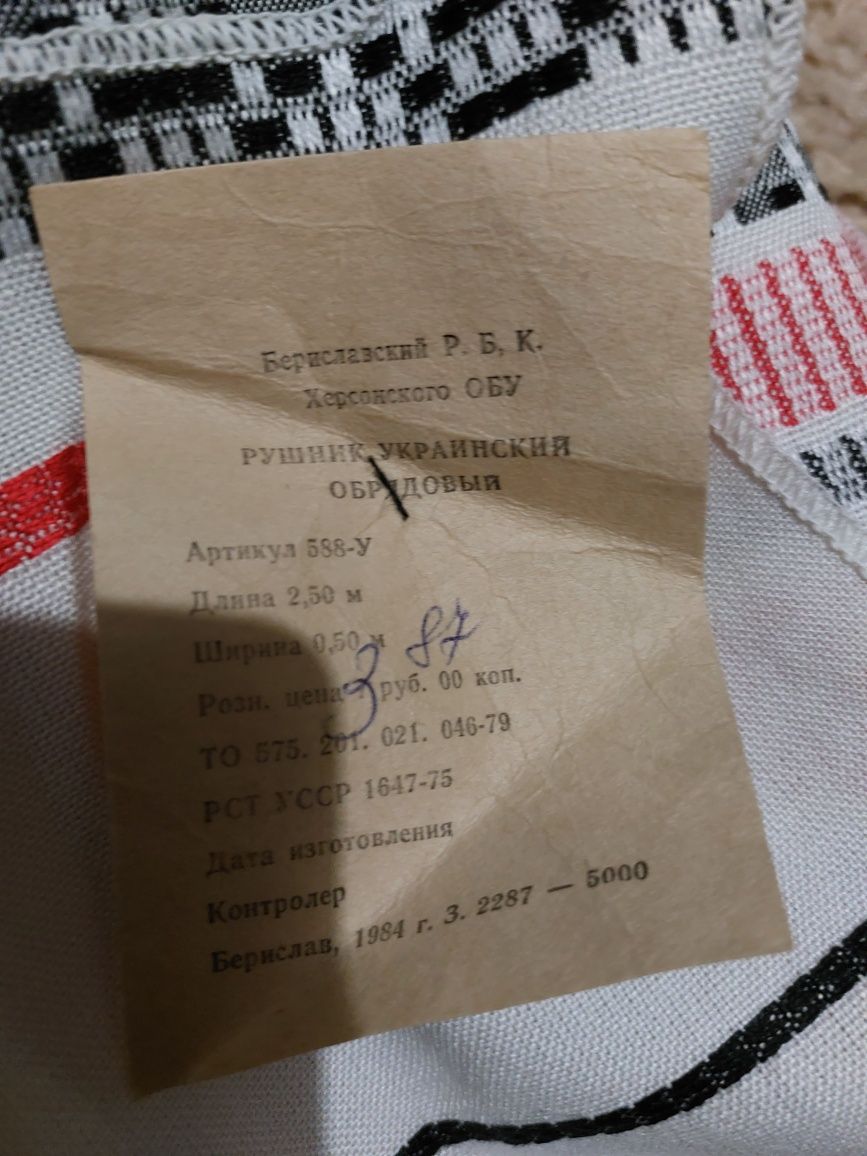 Бериславский Р. Б. К.
Херсонского ОБУ
РУШНИК УКРАИНСКИЙ
ОБРЯДОВЫЙ
Артикул 588-У
Длина 2,50 м
Ширина 0,50 м
3 87
Розн. цена руб. 00 коп.
ТО 575. 201. 021. 046-79
РСТ УССР 1647-75
Дата изготовления
Контролер
Берислав, 1984 г. З. 2287 — 5000